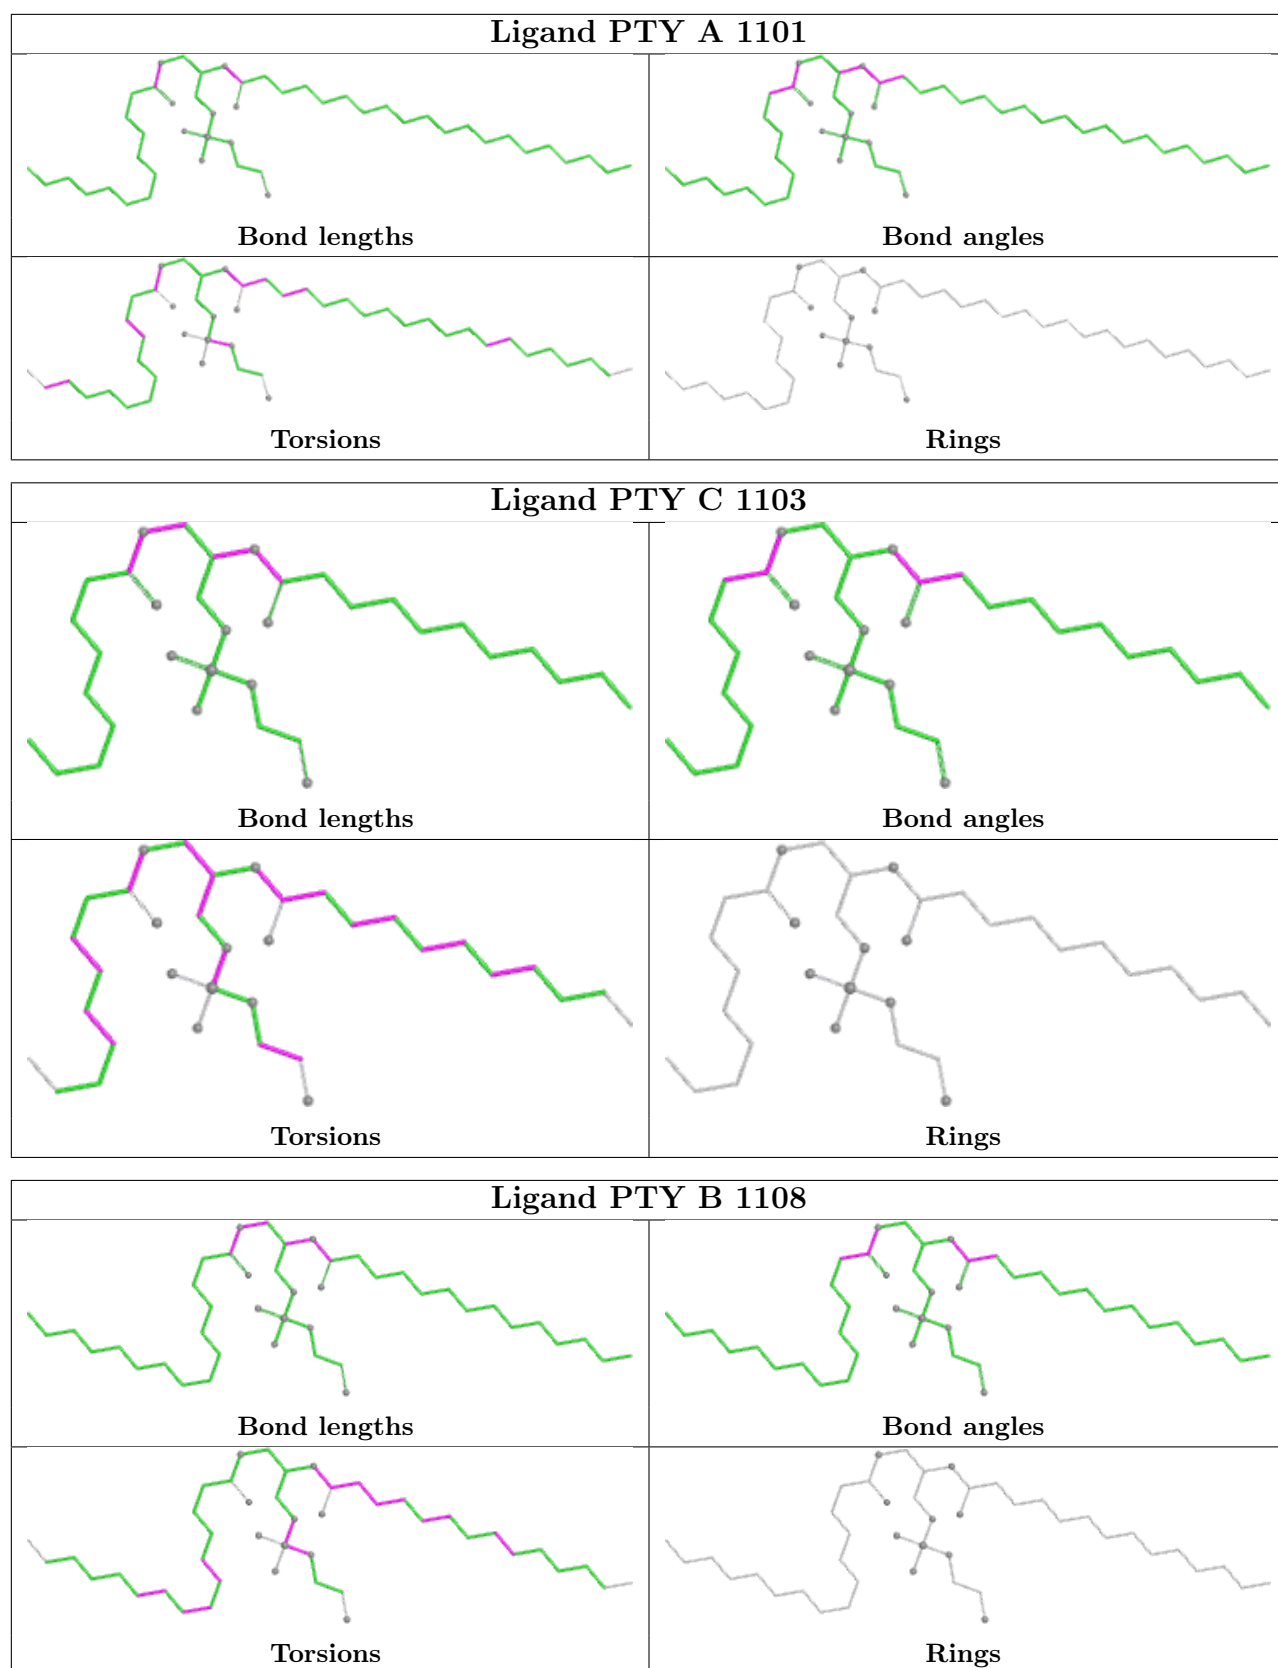 Ligand PTY A 1101
Bond lengths
Bond angles
Torsions
Rings
Ligand PTY C 1103
Bond lengths
Bond angles
Torsions
Rings
Ligand PTY B 1108
Bond lengths
Bond angles
Torsions
Rings